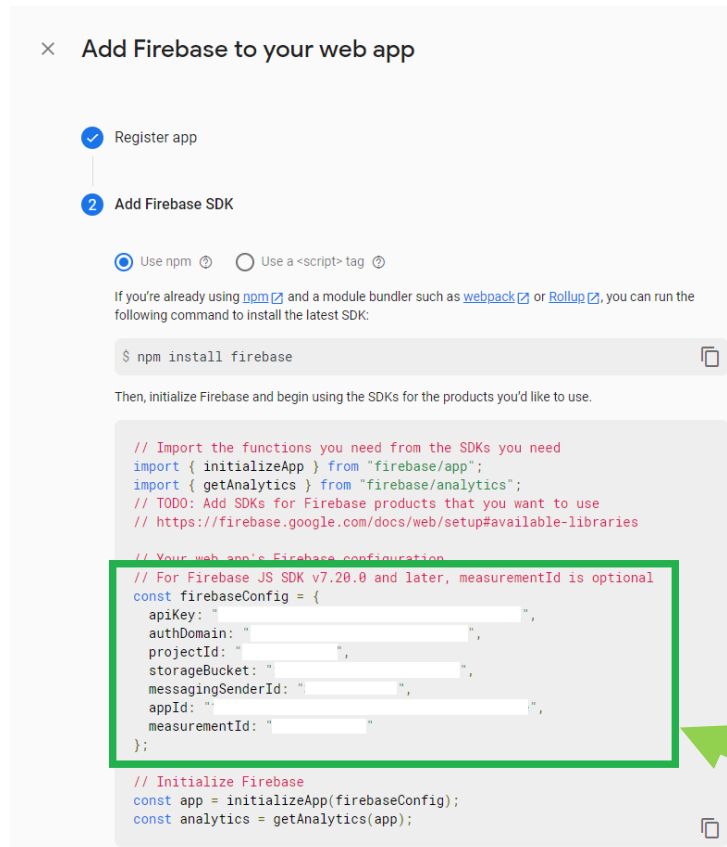 Add Firebase to your web app
Register app
2 Add Firebase SDK
Use npm Use a <script> tag
If you're already using npm and a module bundler such as webpack or Rollup, you can run the
following command to install the latest SDK:
$ npm install firebase
Then, initialize Firebase and begin using the SDKs for the products you'd like to use.
// Import the functions you need from the SDKs you need
import { initializeApp } from "firebase/app";
import { getAnalytics } from "firebase/analytics";
// TODO: Add SDKs for Firebase products that you want to use
// https://firebase.google.com/docs/web/setup#available-libraries
// Your web app's Firebase configuration
// For Firebase JS SDK v7.20.0 and later, measurementId is optional
const firebaseConfig = {
apiKey: "",
authDomain: "",
projectId: "",
storageBucket: "",
messagingSenderId: "",
appId: "",
measurementId: ""
};
// Initialize Firebase
const app = initializeApp(firebaseConfig);
const analytics = getAnalytics(app);